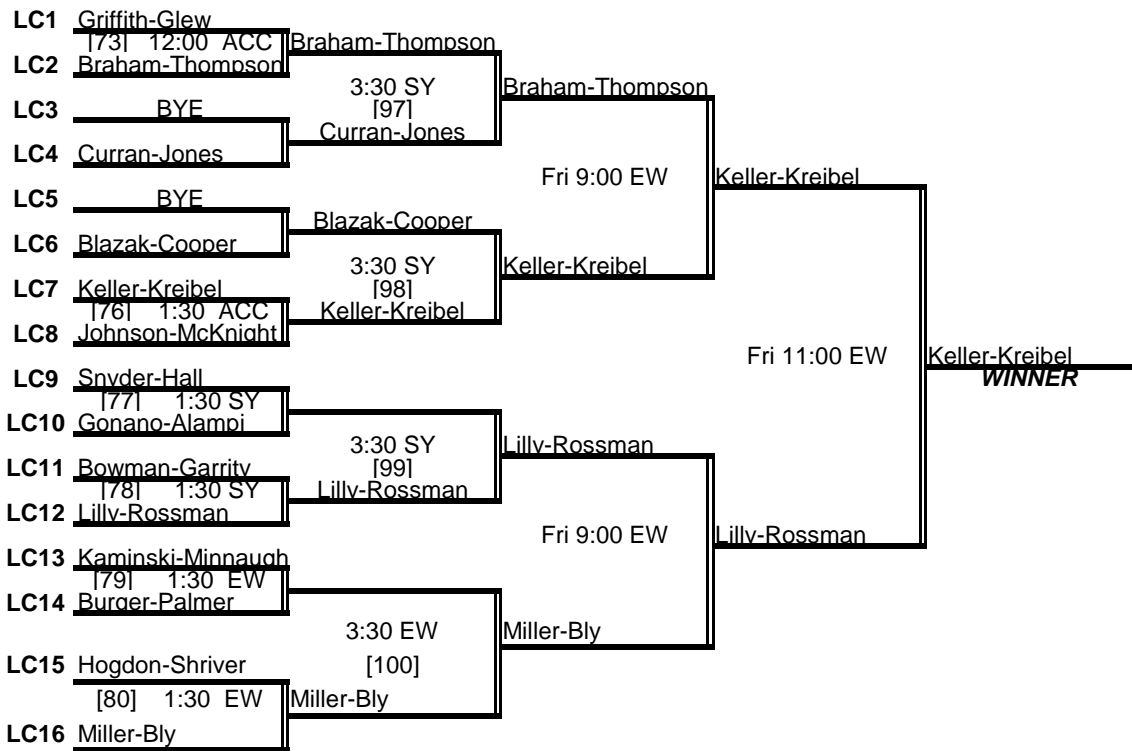 LC1 Griffith-Glew
[73] 12:00 ACC Braham-Thompson
LC2 Braham-Thompson
3:30 SY Braham-Thompson
LC3 BYE
[97]
Curran-Jones
LC4 Curran-Jones
Fri 9:00 EW Keller-Kreibel
LC5 BYE
Blazak-Cooper
LC6 Blazak-Cooper
3:30 SY Keller-Kreibel
LC7 Keller-Kreibel
[98]
[76] 1:30 ACC Keller-Kreibel
LC8 Johnson-McKnight
Fri 11:00 EW Keller-Kreibel
WINNER
LC9 Snyder-Hall
[77] 1:30 SY
LC10 Gonano-Alampi
3:30 SY Lilly-Rossman
LC11 Bowman-Garrity
[99]
[78] 1:30 SY Lilly-Rossman
LC12 Lilly-Rossman
Fri 9:00 EW Lilly-Rossman
LC13 Kaminski-Minnaugh
[79] 1:30 EW
LC14 Burger-Palmer
3:30 EW Miller-Bly
LC15 Hogdon-Shriver
[100]
[80] 1:30 EW Miller-Bly
LC16 Miller-Bly